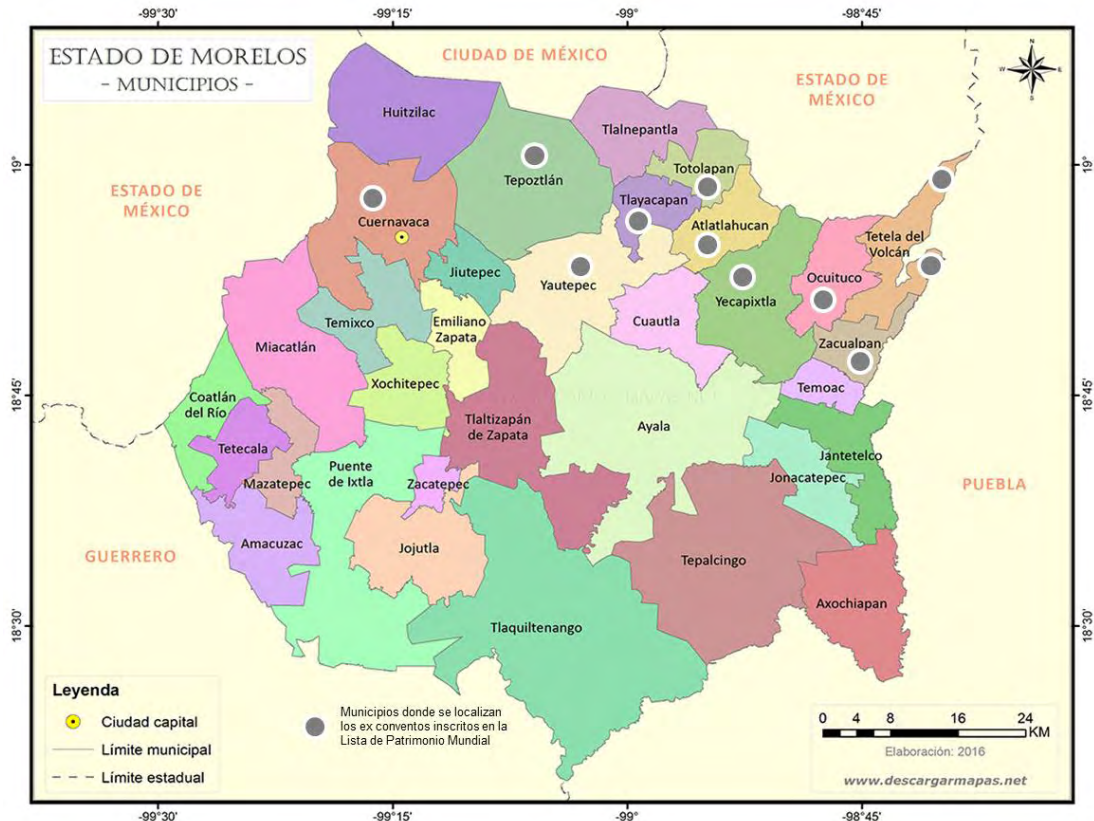 -99°30'
-99°15'
-99°
-98°45'
ESTADO DE MORELOS
- MUNICIPIOS -
CIUDAD DE MÉXICO
ESTADO DE
MÉXICO
N
W
E
S
Huitzilac
Tlalnepantla
19°
19°
Totolapan
Tepoztlán
ESTADO DE
MÉXICO
Tlayacapan
Cuernavaca
Atlatlahucan
Tetela del
Volcán
Jiutepec
Yautepec
Ocuituco
Yecapixtla
Temixco
Emiliano
Zapata
Cuautla
Zacualpan
Miacatlán
Xochitepec
Temoac
18°45'
18°45'
Coatlán
del Río
Tlaltizapán
de Zapata
Ayala
Tetecala
Jantetelco
Puente
de Ixtla
Zacatepec
Jonacatepec
Mazatepec
PUEBLA
Amacuzac
Jojutla
GUERRERO
Tepalcingo
Axochiapan
18°30'
18°30'
Tlaquiltenango
Leyenda
Ciudad capital
Límite municipal
Límite estadual
Municipios donde se localizan
los ex conventos inscritos en la
Lista de Patrimonio Mundial
0 4 8 16 24
KM
Elaboración: 2016
www.descargarmapas.net
-99°30'
-99°15'
-99°
-98°45'